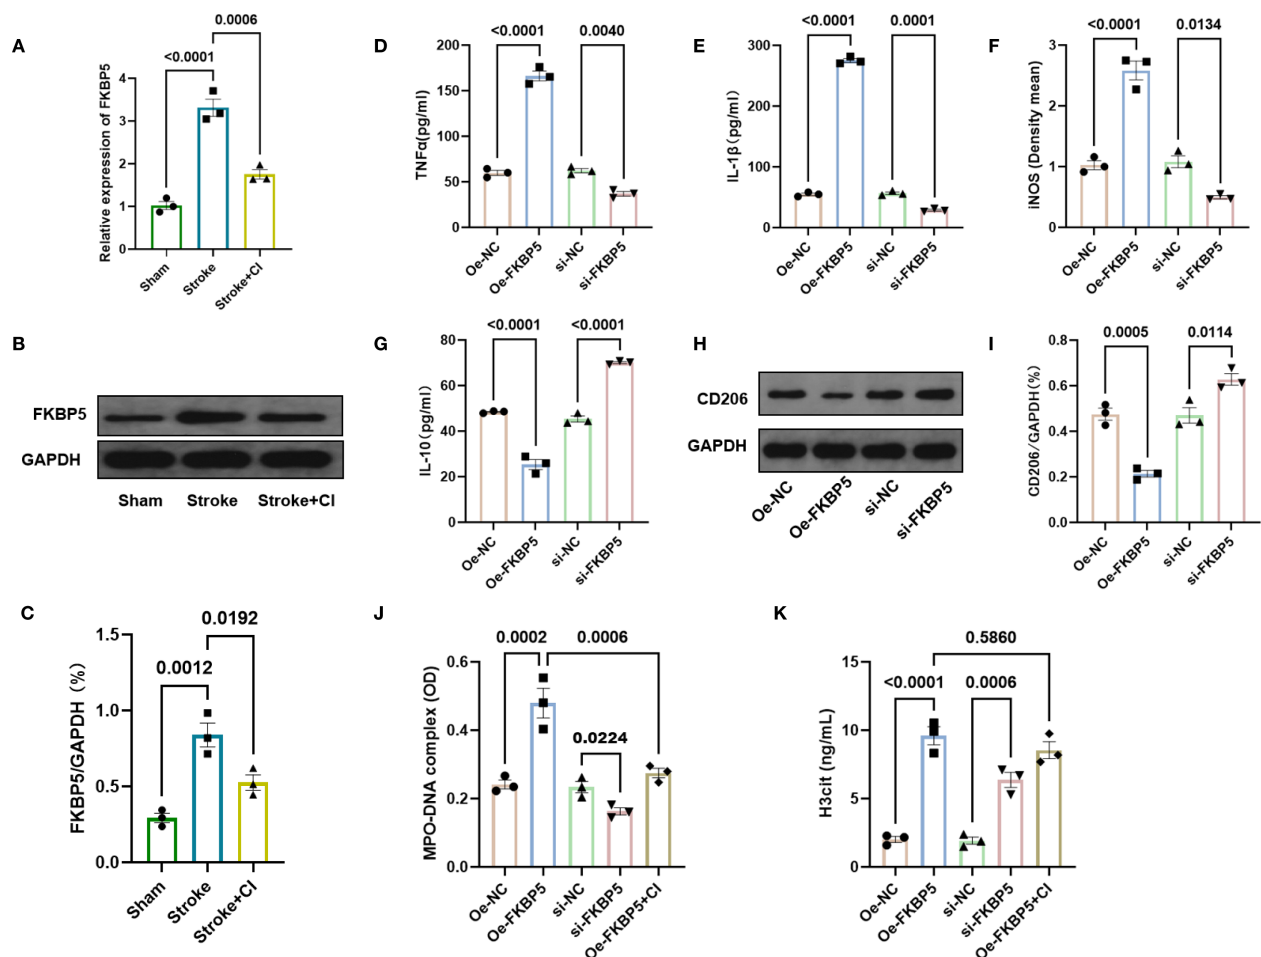 A
0.0006
<0.0001
Relative expression of FKBP5
4
3
2
1
0
Sham
Stroke
Stroke+CI
D
<0.0001
0.0040
TNFα(pg/ml)
200
150
100
50
0
Oe-NC
Oe-FKBP5
si-NC
si-FKBP5
E
<0.0001
0.0001
IL-1β(pg/ml)
300
200
100
0
Oe-NC
Oe-FKBP5
si-NC
si-FKBP5
F
<0.0001
0.0134
iNOS (Density mean)
3
2
1
0
Oe-NC
Oe-FKBP5
si-NC
si-FKBP5
B
FKBP5
GAPDH
Sham
Stroke
Stroke+CI
G
<0.0001
<0.0001
IL-10(pg/ml)
80
60
40
20
0
Oe-NC
Oe-FKBP5
si-NC
si-FKBP5
H
CD206
GAPDH
Oe-NC
Oe-FKBP5
si-NC
si-FKBP5
I
0.0005
0.0114
CD206/GAPDH(%)
0.8
0.6
0.4
0.2
0.0
Oe-NC
Oe-FKBP5
si-NC
si-FKBP5
C
0.0192
0.0012
FKBP5/GAPDH (%)
1.5
1.0
0.5
0.0
Sham
Stroke
Stroke+CI
J
0.0002
0.0006
0.0224
MPO-DNA complex (OD)
0.6
0.4
0.2
0.0
Oe-NC
Oe-FKBP5
si-NC
si-FKBP5
Oe-FKBP5+CI
K
0.5860
<0.0001
0.0006
H3cit (ng/mL)
15
10
5
0
Oe-NC
Oe-FKBP5
si-NC
si-FKBP5
Oe-FKBP5+CI